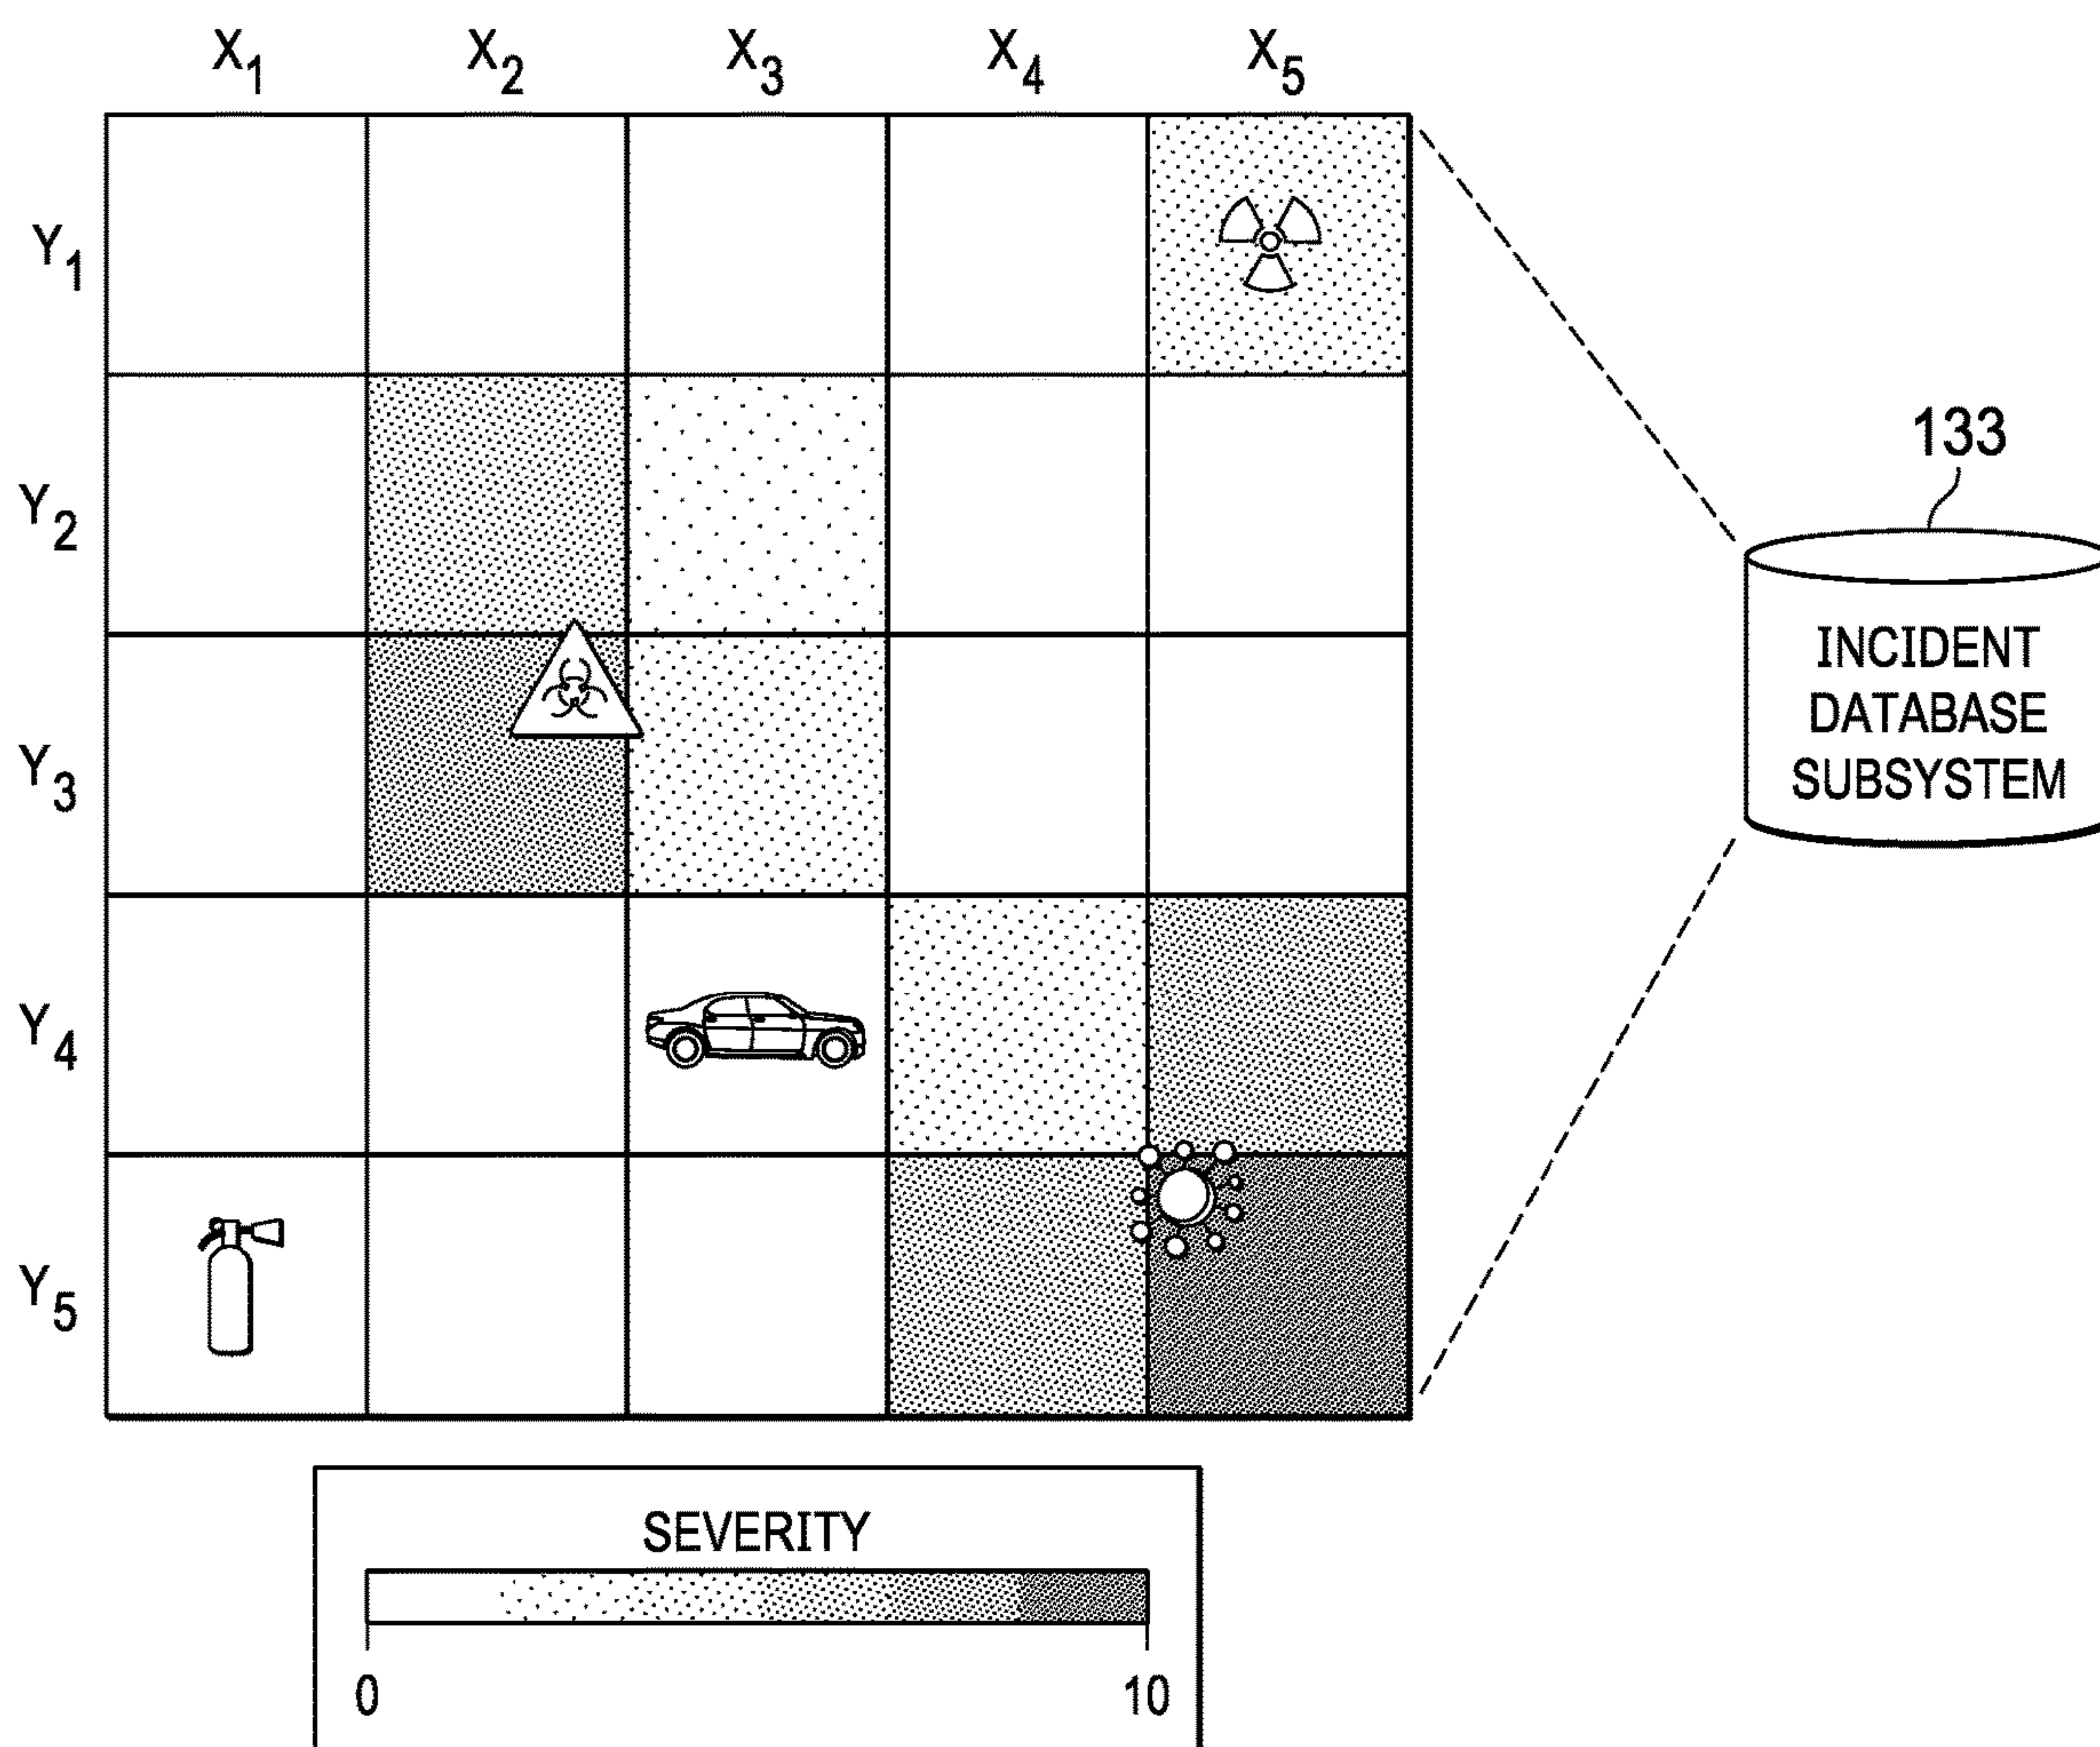 X1 X2 X3 X4 X5
Y1
Y2
Y3
Y4
Y5
133
INCIDENT
DATABASE
SUBSYSTEM
SEVERITY
0 10